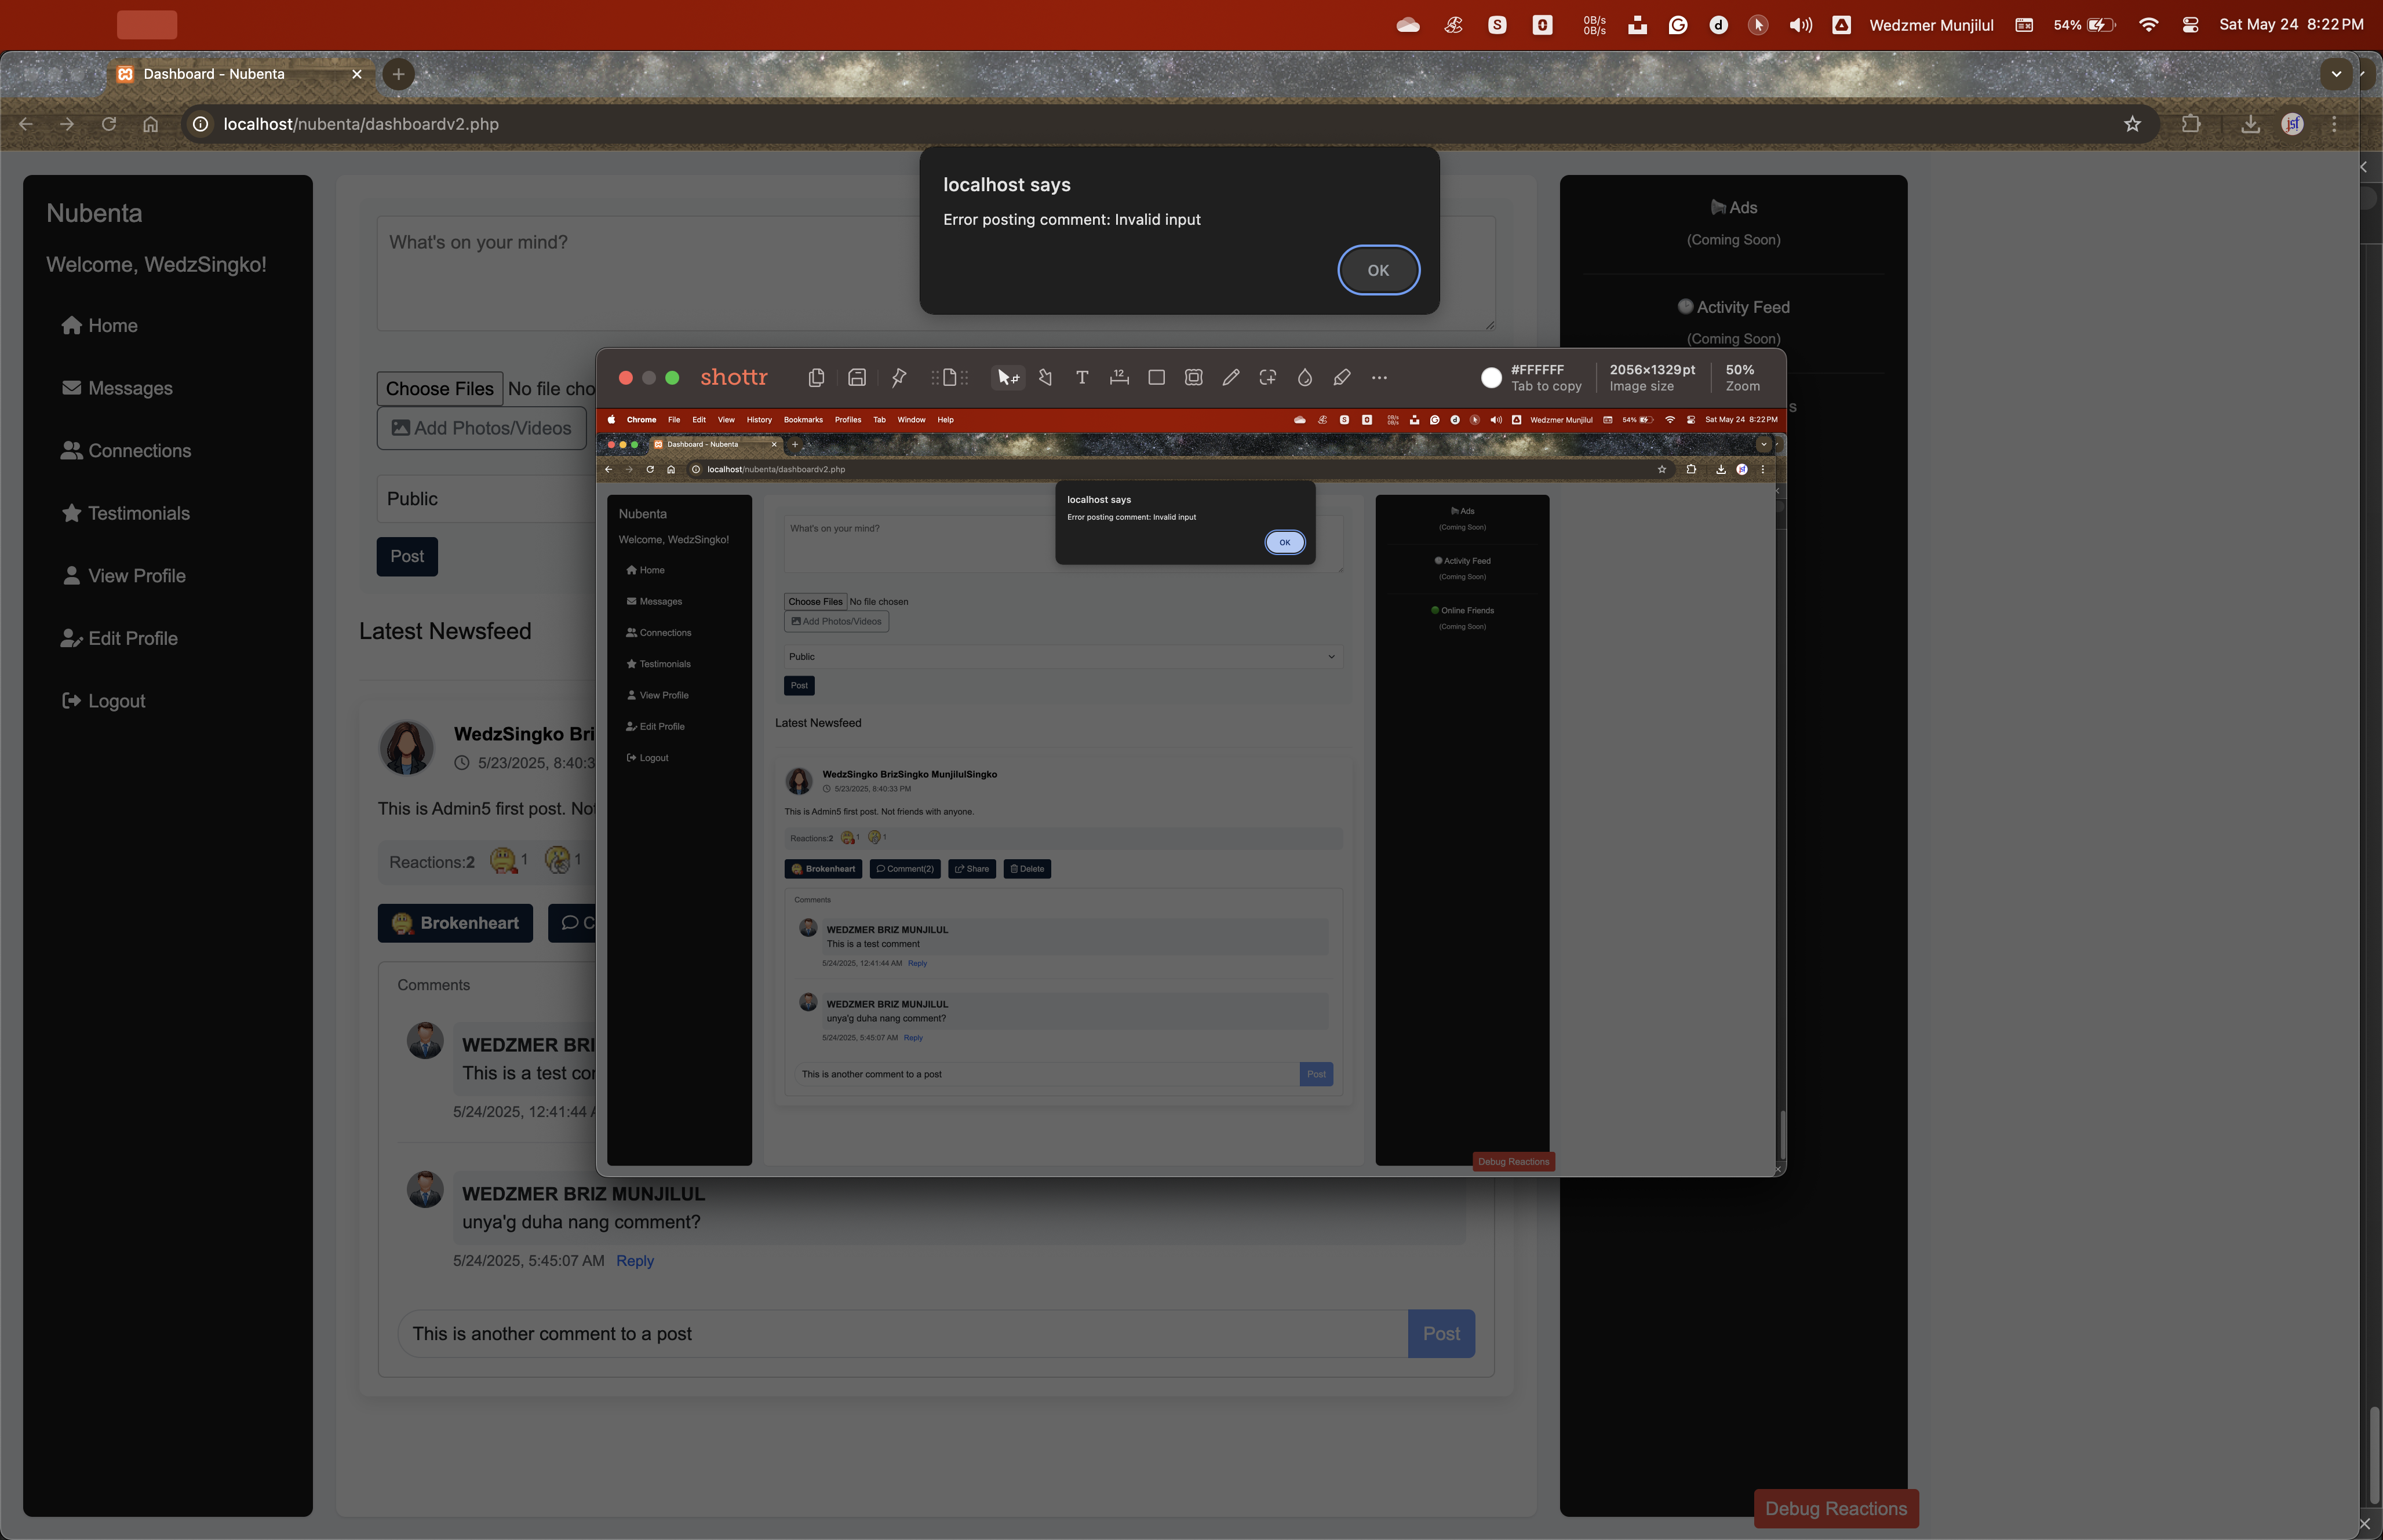 0B/s
0B/s
Wedzmer Munjilul
54%
Sat May 24 8:22 PM
Dashboard - Nubenta
localhost/nubenta/dashboardv2.php
jsf
localhost says
Error posting comment: Invalid input
OK
Nubenta
Welcome, WedzSingko!
Home
Messages
Connections
Testimonials
View Profile
Edit Profile
Logout
What's on your mind?
Choose Files No file cho
Add Photos/Videos
Public
Post
Latest Newsfeed
WedzSingko Bri
5/23/2025, 8:40:3
This is Admin5 first post. Not
Reactions:2 1 1
Brokenheart
C
Comments
WEDZMER BRI
This is a test cor
5/24/2025, 12:41:44 A
WEDZMER BRIZ MUNJILUL
unya'g duha nang comment?
5/24/2025, 5:45:07 AM Reply
This is another comment to a post
Post
Ads
(Coming Soon)
Activity Feed
(Coming Soon)
s
Debug Reactions
shottr
T
12
#FFFFFF
Tab to copy
2056×1329pt
Image size
50%
Zoom
Chrome File Edit View History Bookmarks Profiles Tab Window Help
0B/s
0B/s
Wedzmer Munjilul
54%
Sat May 24 8:22 PM
Dashboard - Nubenta
localhost/nubenta/dashboardv2.php
jsf
localhost says
Error posting comment: Invalid input
OK
Nubenta
Welcome, WedzSingko!
Home
Messages
Connections
Testimonials
View Profile
Edit Profile
Logout
What's on your mind?
Choose Files No file chosen
Add Photos/Videos
Public
Post
Latest Newsfeed
WedzSingko BrizSingko MunjilulSingko
5/23/2025, 8:40:33 PM
This is Admin5 first post. Not friends with anyone.
Reactions:2 1 1
Brokenheart
Comment(2)
Share
Delete
Comments
WEDZMER BRIZ MUNJILUL
This is a test comment
5/24/2025, 12:41:44 AM Reply
WEDZMER BRIZ MUNJILUL
unya'g duha nang comment?
5/24/2025, 5:45:07 AM Reply
This is another comment to a post
Post
Ads
(Coming Soon)
Activity Feed
(Coming Soon)
Online Friends
(Coming Soon)
Debug Reactions